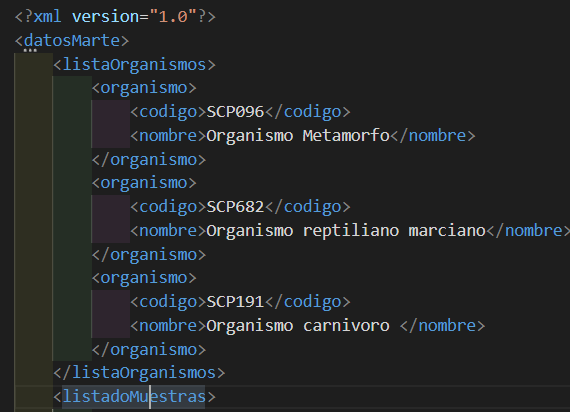 <?xml version="1.0"?>
<datosMarte>
<listaOrganismos>
<organismo>
<codigo>SCP096</codigo>
<nombre>Organismo Metamorfo</nombre>
</organismo>
<organismo>
<codigo>SCP682</codigo>
<nombre>Organismo reptiliano marciano</nombre>
</organismo>
<organismo>
<codigo>SCP191</codigo>
<nombre>Organismo carnivoro </nombre>
</organismo>
</listaOrganismos>
<listadoMuestras>